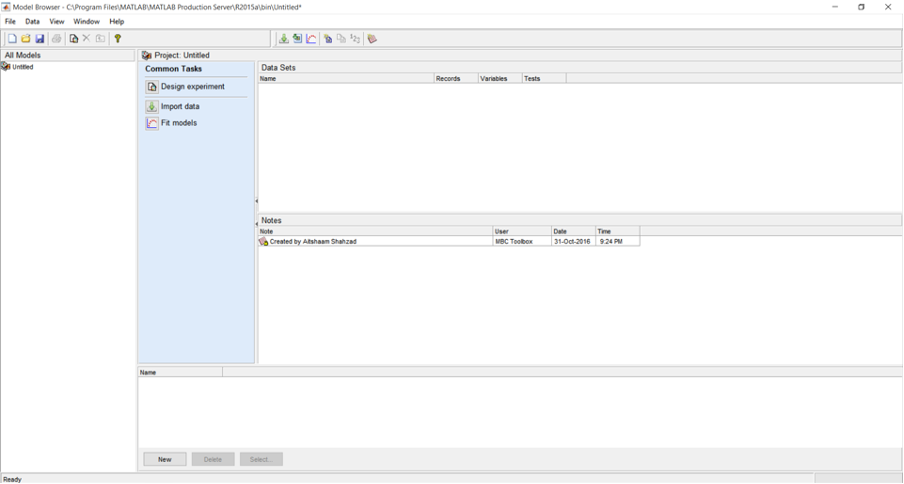 Model Browser - C:\Program Files\MATLAB\MATLAB Production Server\R2015a\bin\Untitled*
File Data View Window Help
All Models
Project: Untitled
Untitled
Common Tasks
Design experiment
Import data
Fit models
Data Sets
Name Records Variables Tests
Notes
Note User Date Time
Created by Aitshaam Shahzad MBC Toolbox 31-Oct-2016 9:24 PM
Name
New Delete Select...
Ready